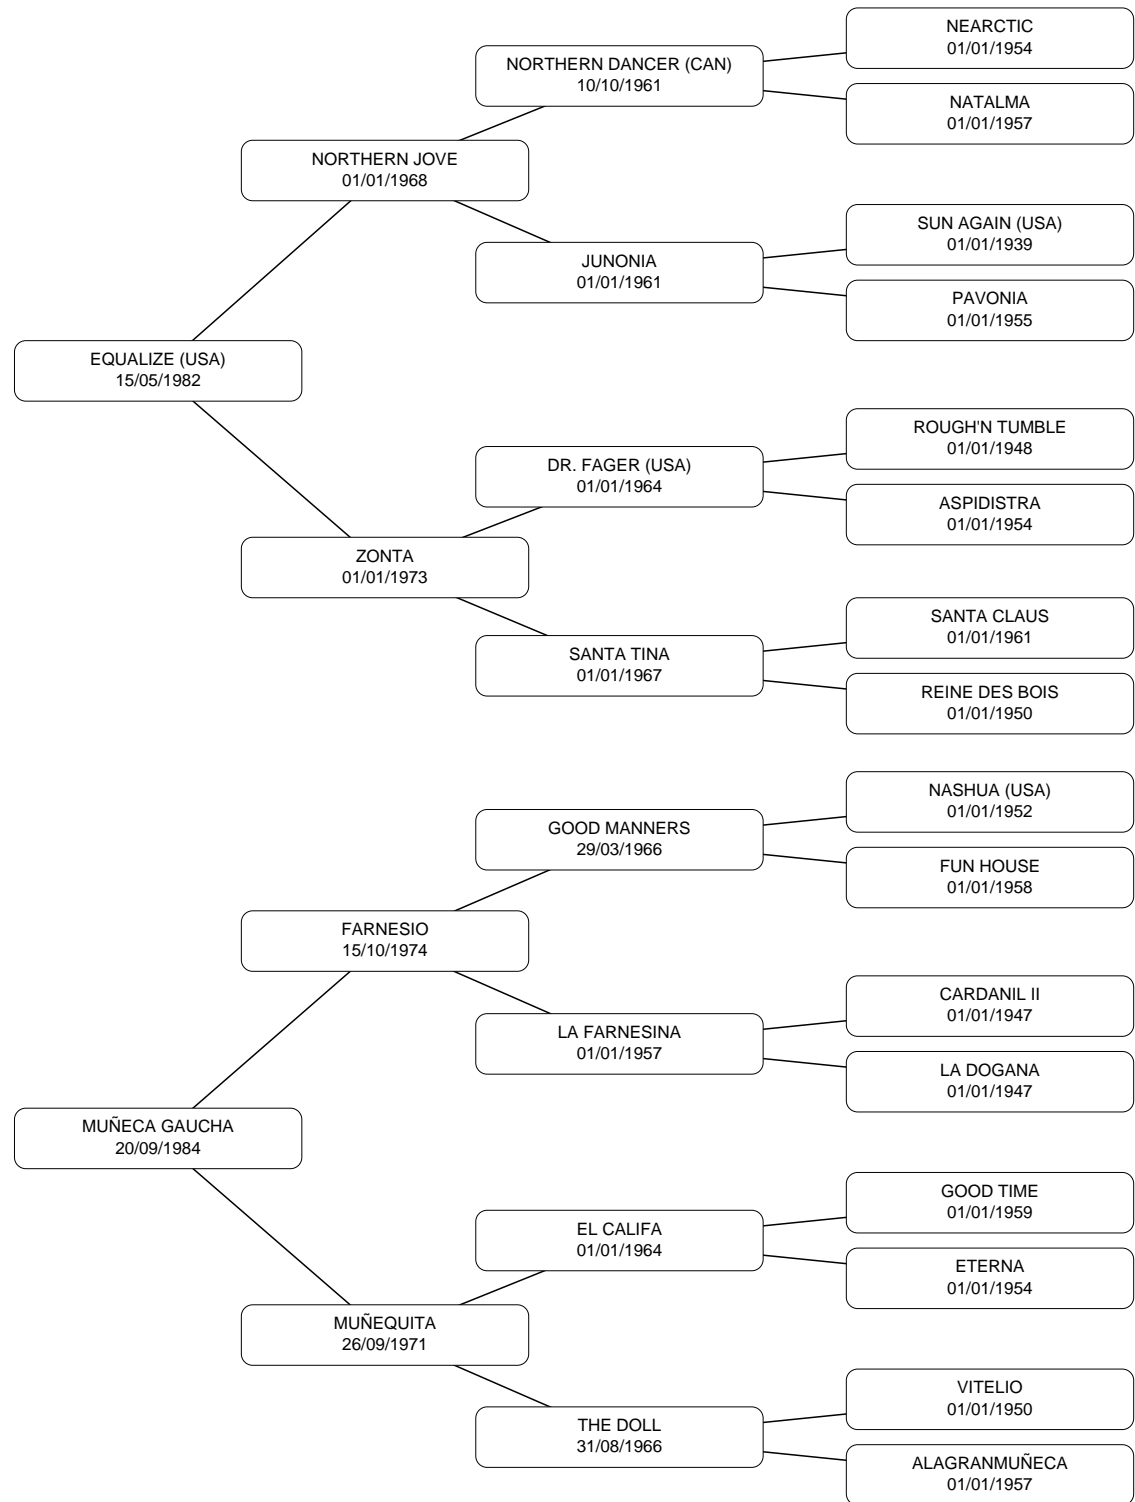 NEARCTIC
01/01/1954
NORTHERN DANCER (CAN)
10/10/1961
NATALMA
01/01/1957
NORTHERN JOVE
01/01/1968
SUN AGAIN (USA)
01/01/1939
JUNONIA
01/01/1961
PAVONIA
01/01/1955
EQUALIZE (USA)
15/05/1982
ROUGH'N TUMBLE
01/01/1948
DR. FAGER (USA)
01/01/1964
ASPIDISTRA
01/01/1954
ZONTA
01/01/1973
SANTA CLAUS
01/01/1961
SANTA TINA
01/01/1967
REINE DES BOIS
01/01/1950
NASHUA (USA)
01/01/1952
GOOD MANNERS
29/03/1966
FUN HOUSE
01/01/1958
FARNESIO
15/10/1974
CARDANIL II
01/01/1947
LA FARNESINA
01/01/1957
LA DOGANA
01/01/1947
MUÑECA GAUCHA
20/09/1984
GOOD TIME
01/01/1959
EL CALIFA
01/01/1964
ETERNA
01/01/1954
MUÑEQUITA
26/09/1971
VITELIO
01/01/1950
THE DOLL
31/08/1966
ALAGRANMUÑECA
01/01/1957